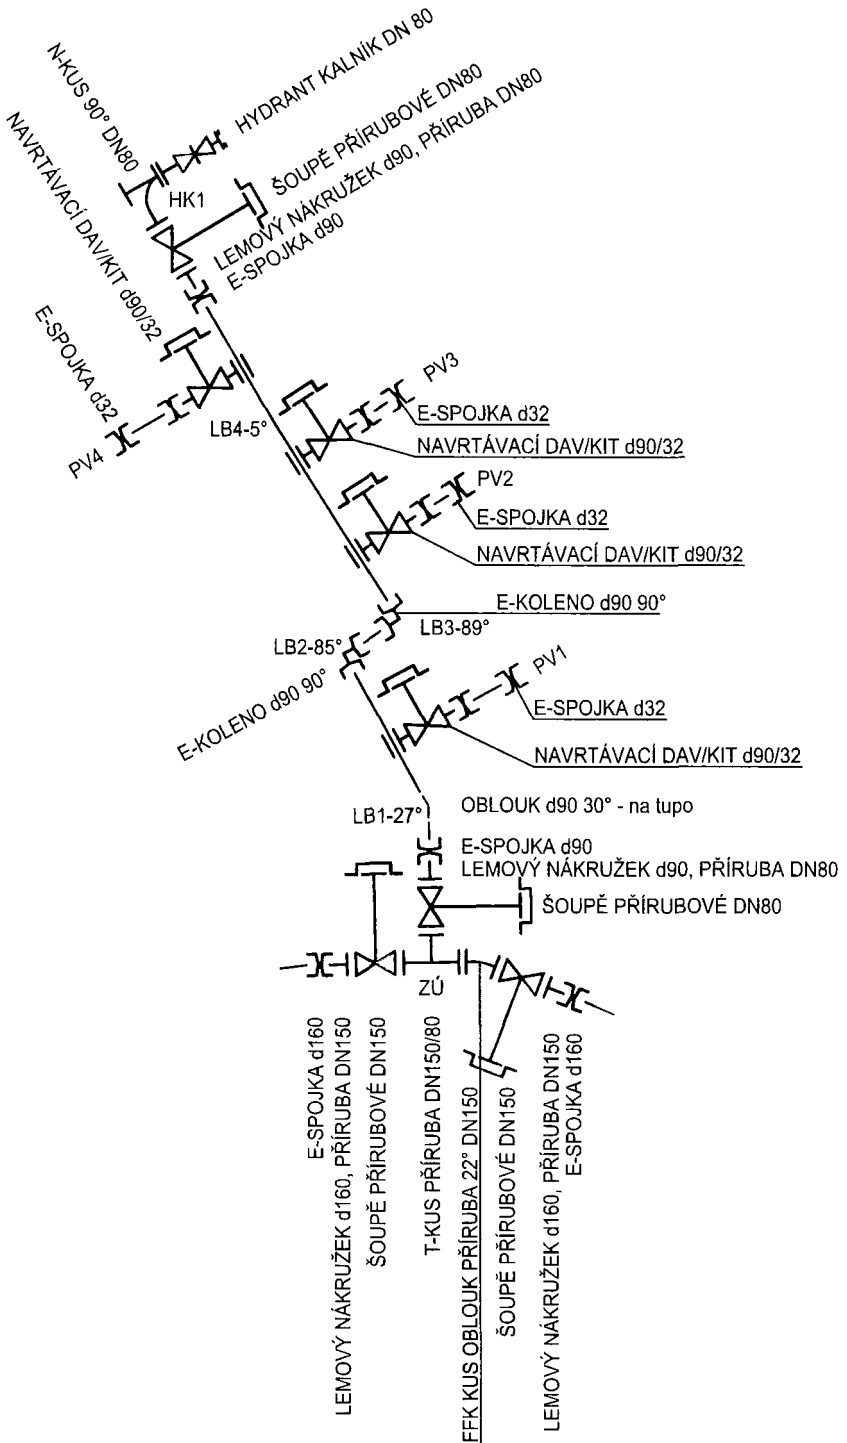 HYDRANT KALNÍK DN 80
N-KUS 90° DN80
ŠOUPĚ PŘÍRUBOVÉ DN80
LEMOVÝ NÁKRUŽEK d90, PŘÍRUBA DN80
E-SPOJKA d90
HK1
NAVRTÁVACÍ DAV/KIT d90/32
E-SPOJKA d32
PV4
LB4-5°
PV3
E-SPOJKA d32
NAVRTÁVACÍ DAV/KIT d90/32
PV2
E-SPOJKA d32
NAVRTÁVACÍ DAV/KIT d90/32
E-KOLENO d90 90°
LB3-89°
LB2-85°
E-KOLENO d90 90°
PV1
E-SPOJKA d32
NAVRTÁVACÍ DAV/KIT d90/32
LB1-27°
OBLOUK d90 30° - na tupo
E-SPOJKA d90
LEMOVÝ NÁKRUŽEK d90, PŘÍRUBA DN80
ŠOUPĚ PŘÍRUBOVÉ DN80
ZÚ
E-SPOJKA d160
LEMOVÝ NÁKRUŽEK d160, PŘÍRUBA DN150
ŠOUPĚ PŘÍRUBOVÉ DN150
T-KUS PŘÍRUBA DN150/80
FFK KUS OBLOUK PŘÍRUBA 22° DN150
ŠOUPĚ PŘÍRUBOVÉ DN150
LEMOVÝ NÁKRUŽEK d160, PŘÍRUBA DN150
E-SPOJKA d160